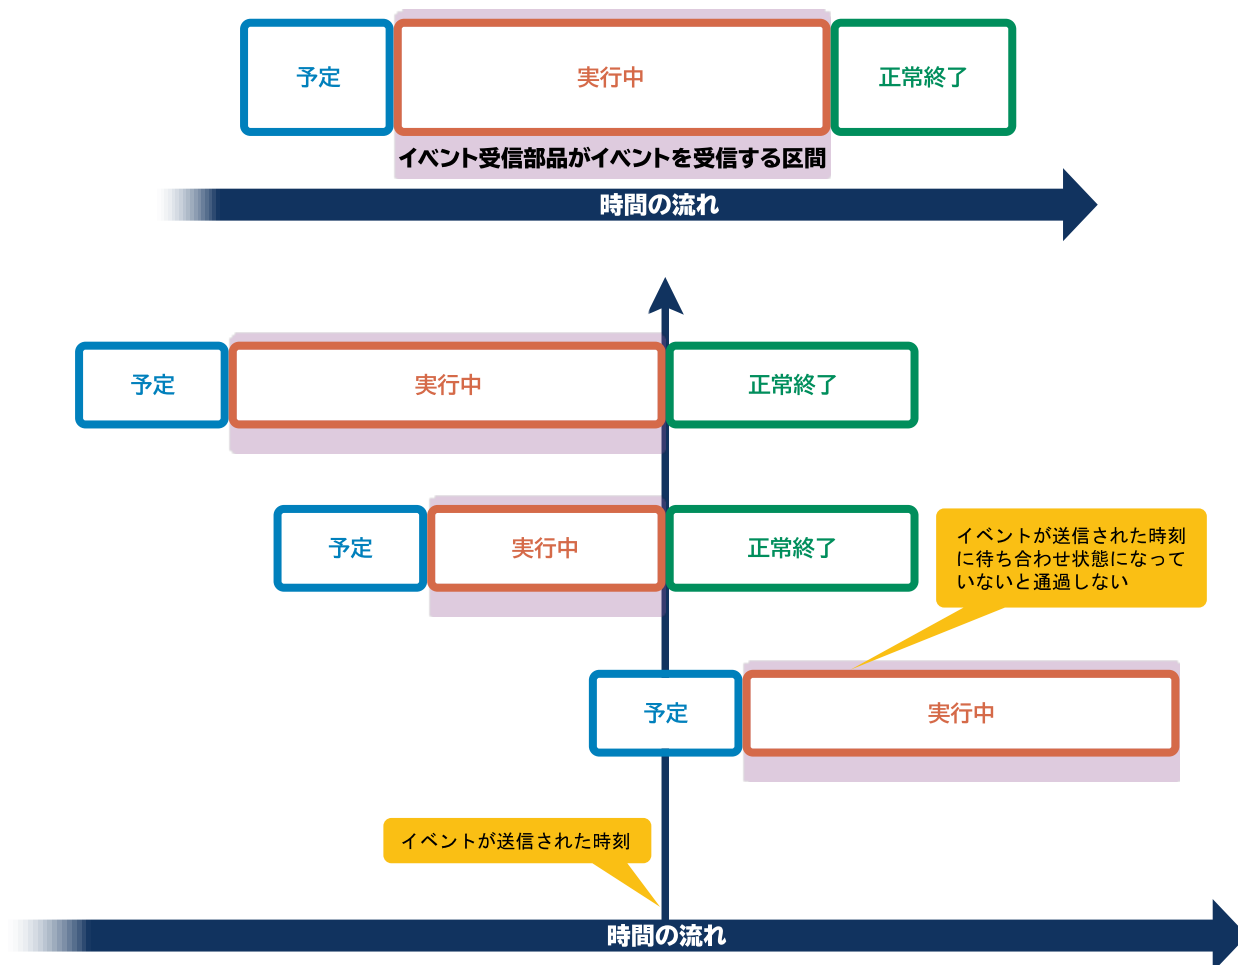 予定
実行中
正常終了
イベント受信部品がイベントを受信する区間
時間の流れ
予定
実行中
正常終了
予定
実行中
正常終了
イベントが送信された時刻
に待ち合わせ状態になって
いないと通過しない
予定
実行中
イベントが送信された時刻
時間の流れ